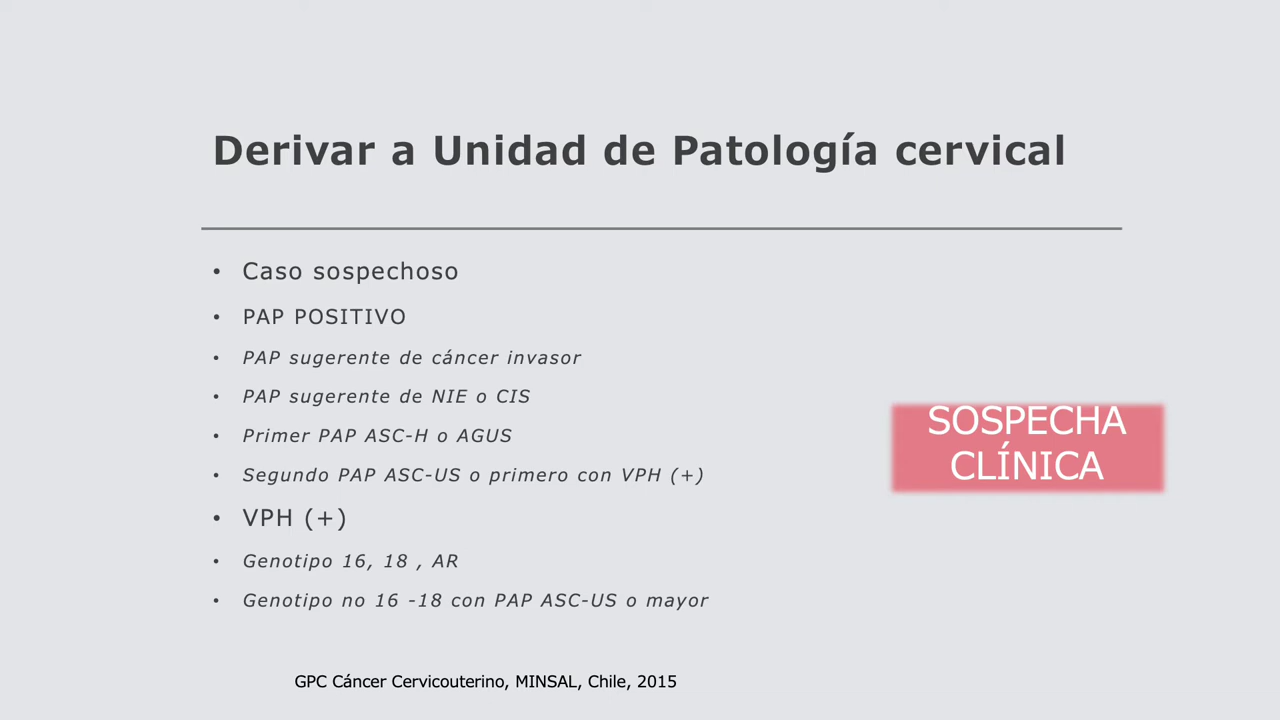 Derivar a Unidad de Patología cervical
• Caso sospechoso
• PAP POSITIVO
• PAP sugerente de cáncer invasor
• PAP sugerente de NIE o CIS
• Primer PAP ASC-H o AGUS
• Segundo PAP ASC-US o primero con VPH (+)
• VPH (+)
• Genotipo 16, 18 , AR
• Genotipo no 16 -18 con PAP ASC-US o mayor
SOSPECHA
CLÍNICA
GPC Cáncer Cervicouterino, MINSAL, Chile, 2015